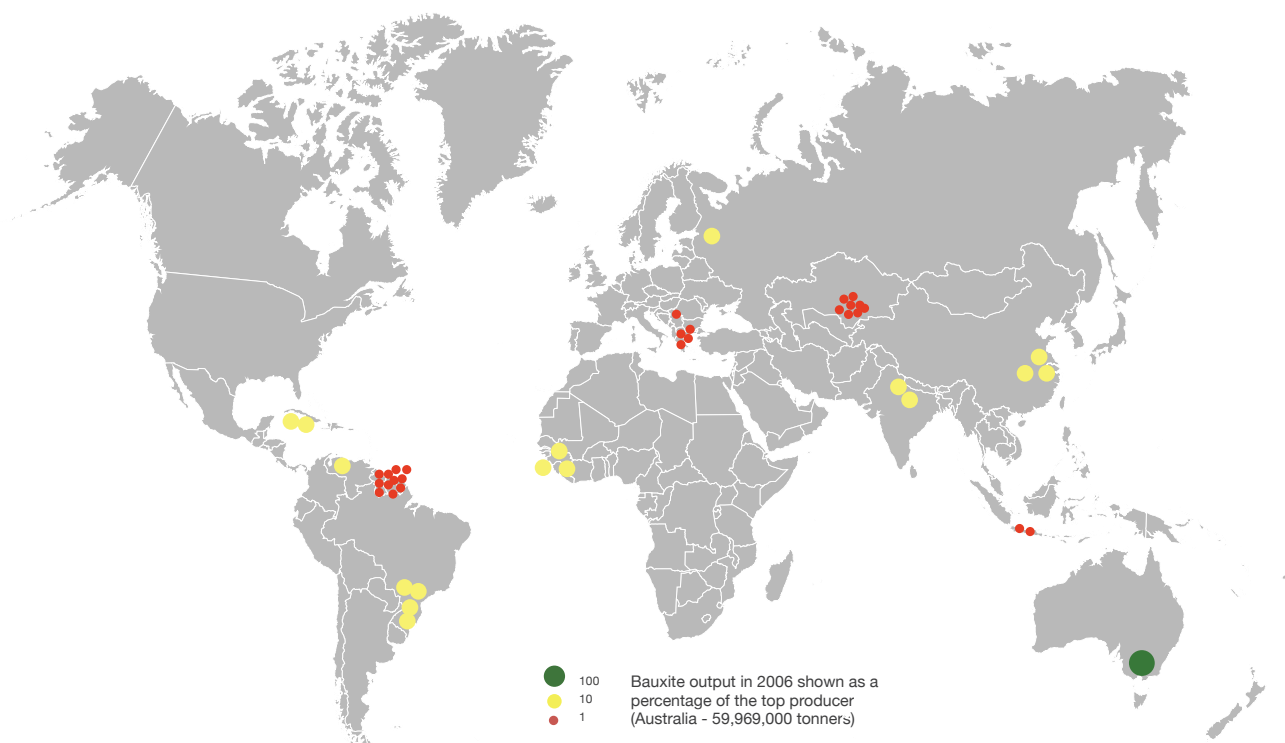 100
10
1
Bauxite output in 2006 shown as a
percentage of the top producer
(Australia - 59,969,000 tonners)